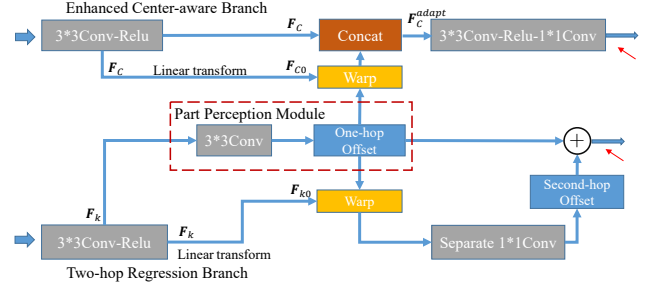 Enhanced Center-aware Branch
3*3Conv-Relu
F_C
Concat
F_C^adapt
3*3Conv-Relu-1*1Conv
F_C
Linear transform
F_C0
Warp
Part Perception Module
3*3Conv
One-hop
Offset
+
Second-hop
Offset
F_k
F_k0
Warp
3*3Conv-Relu
F_k
Linear transform
Separate 1*1Conv
Two-hop Regression Branch